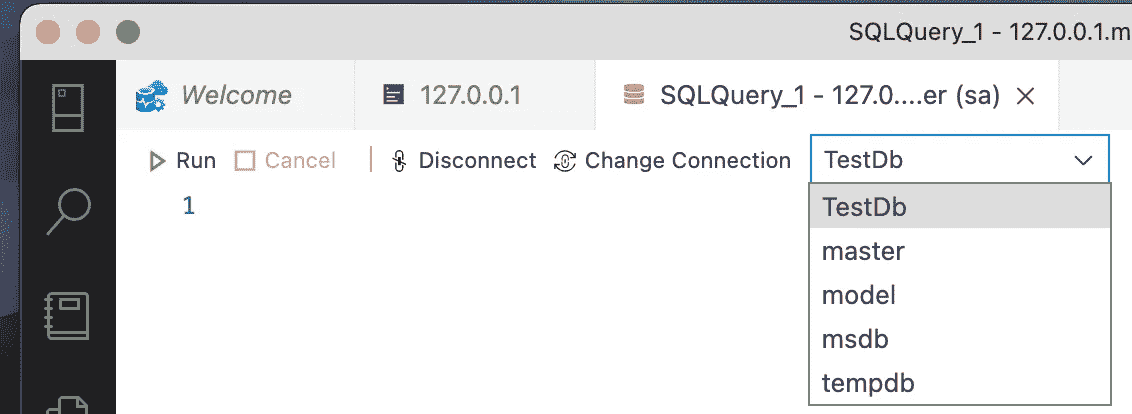 SQLQuery_1 - 127.0.0.1.m
Welcome
127.0.0.1
SQLQuery_1 - 127.0....er (sa)
Run Cancel Disconnect Change Connection TestDb
1
TestDb
master
model
msdb
tempdb